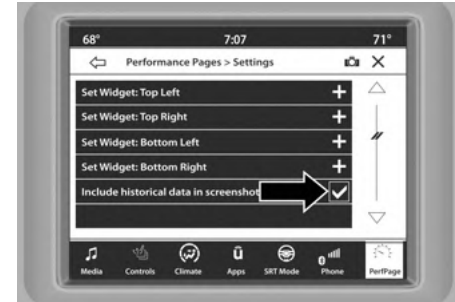 68° 7:07 71°
Performance Pages > Settings
Set Widget: Top Left
Set Widget: Top Right
Set Widget: Bottom Left
Set Widget: Bottom Right
Include historical data in screenshot
Media Controls Climate Apps SRT Mode 0 Phone PerfPage